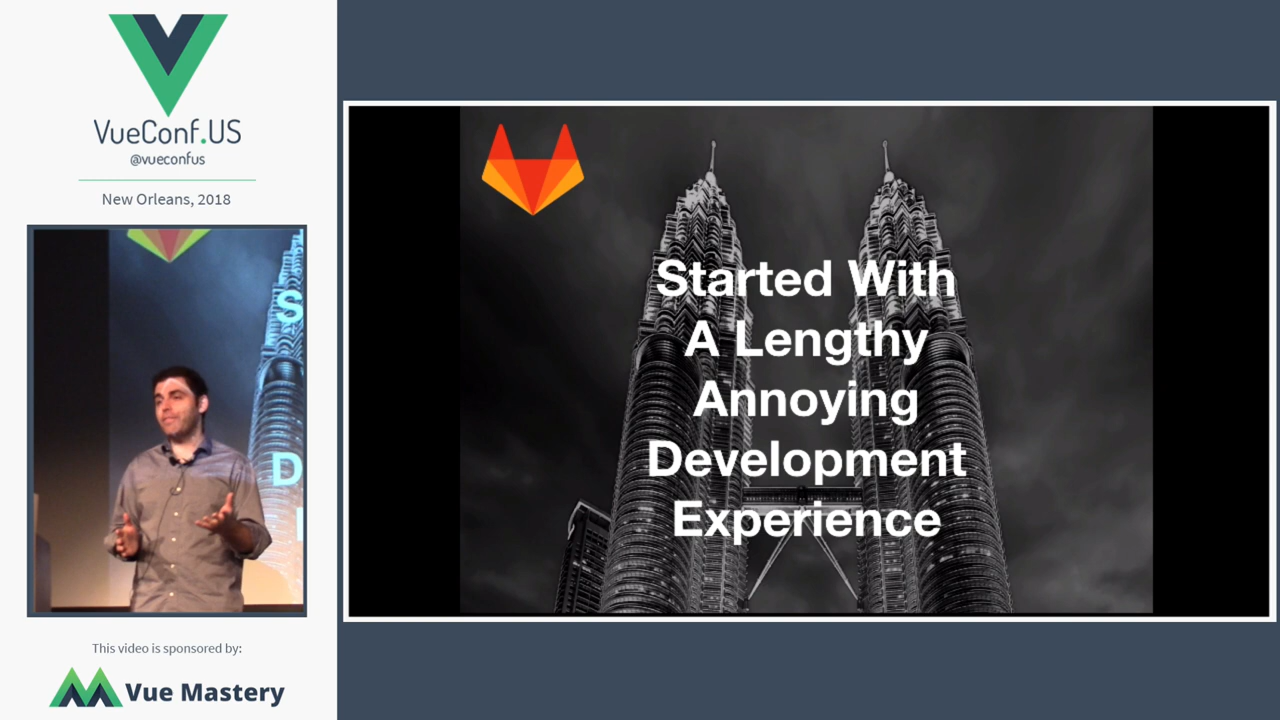 VueConf.US
@vueconfus
New Orleans, 2018
S
D
This video is sponsored by:
Vue Mastery
Started With
A Lengthy
Annoying
Development
Experience